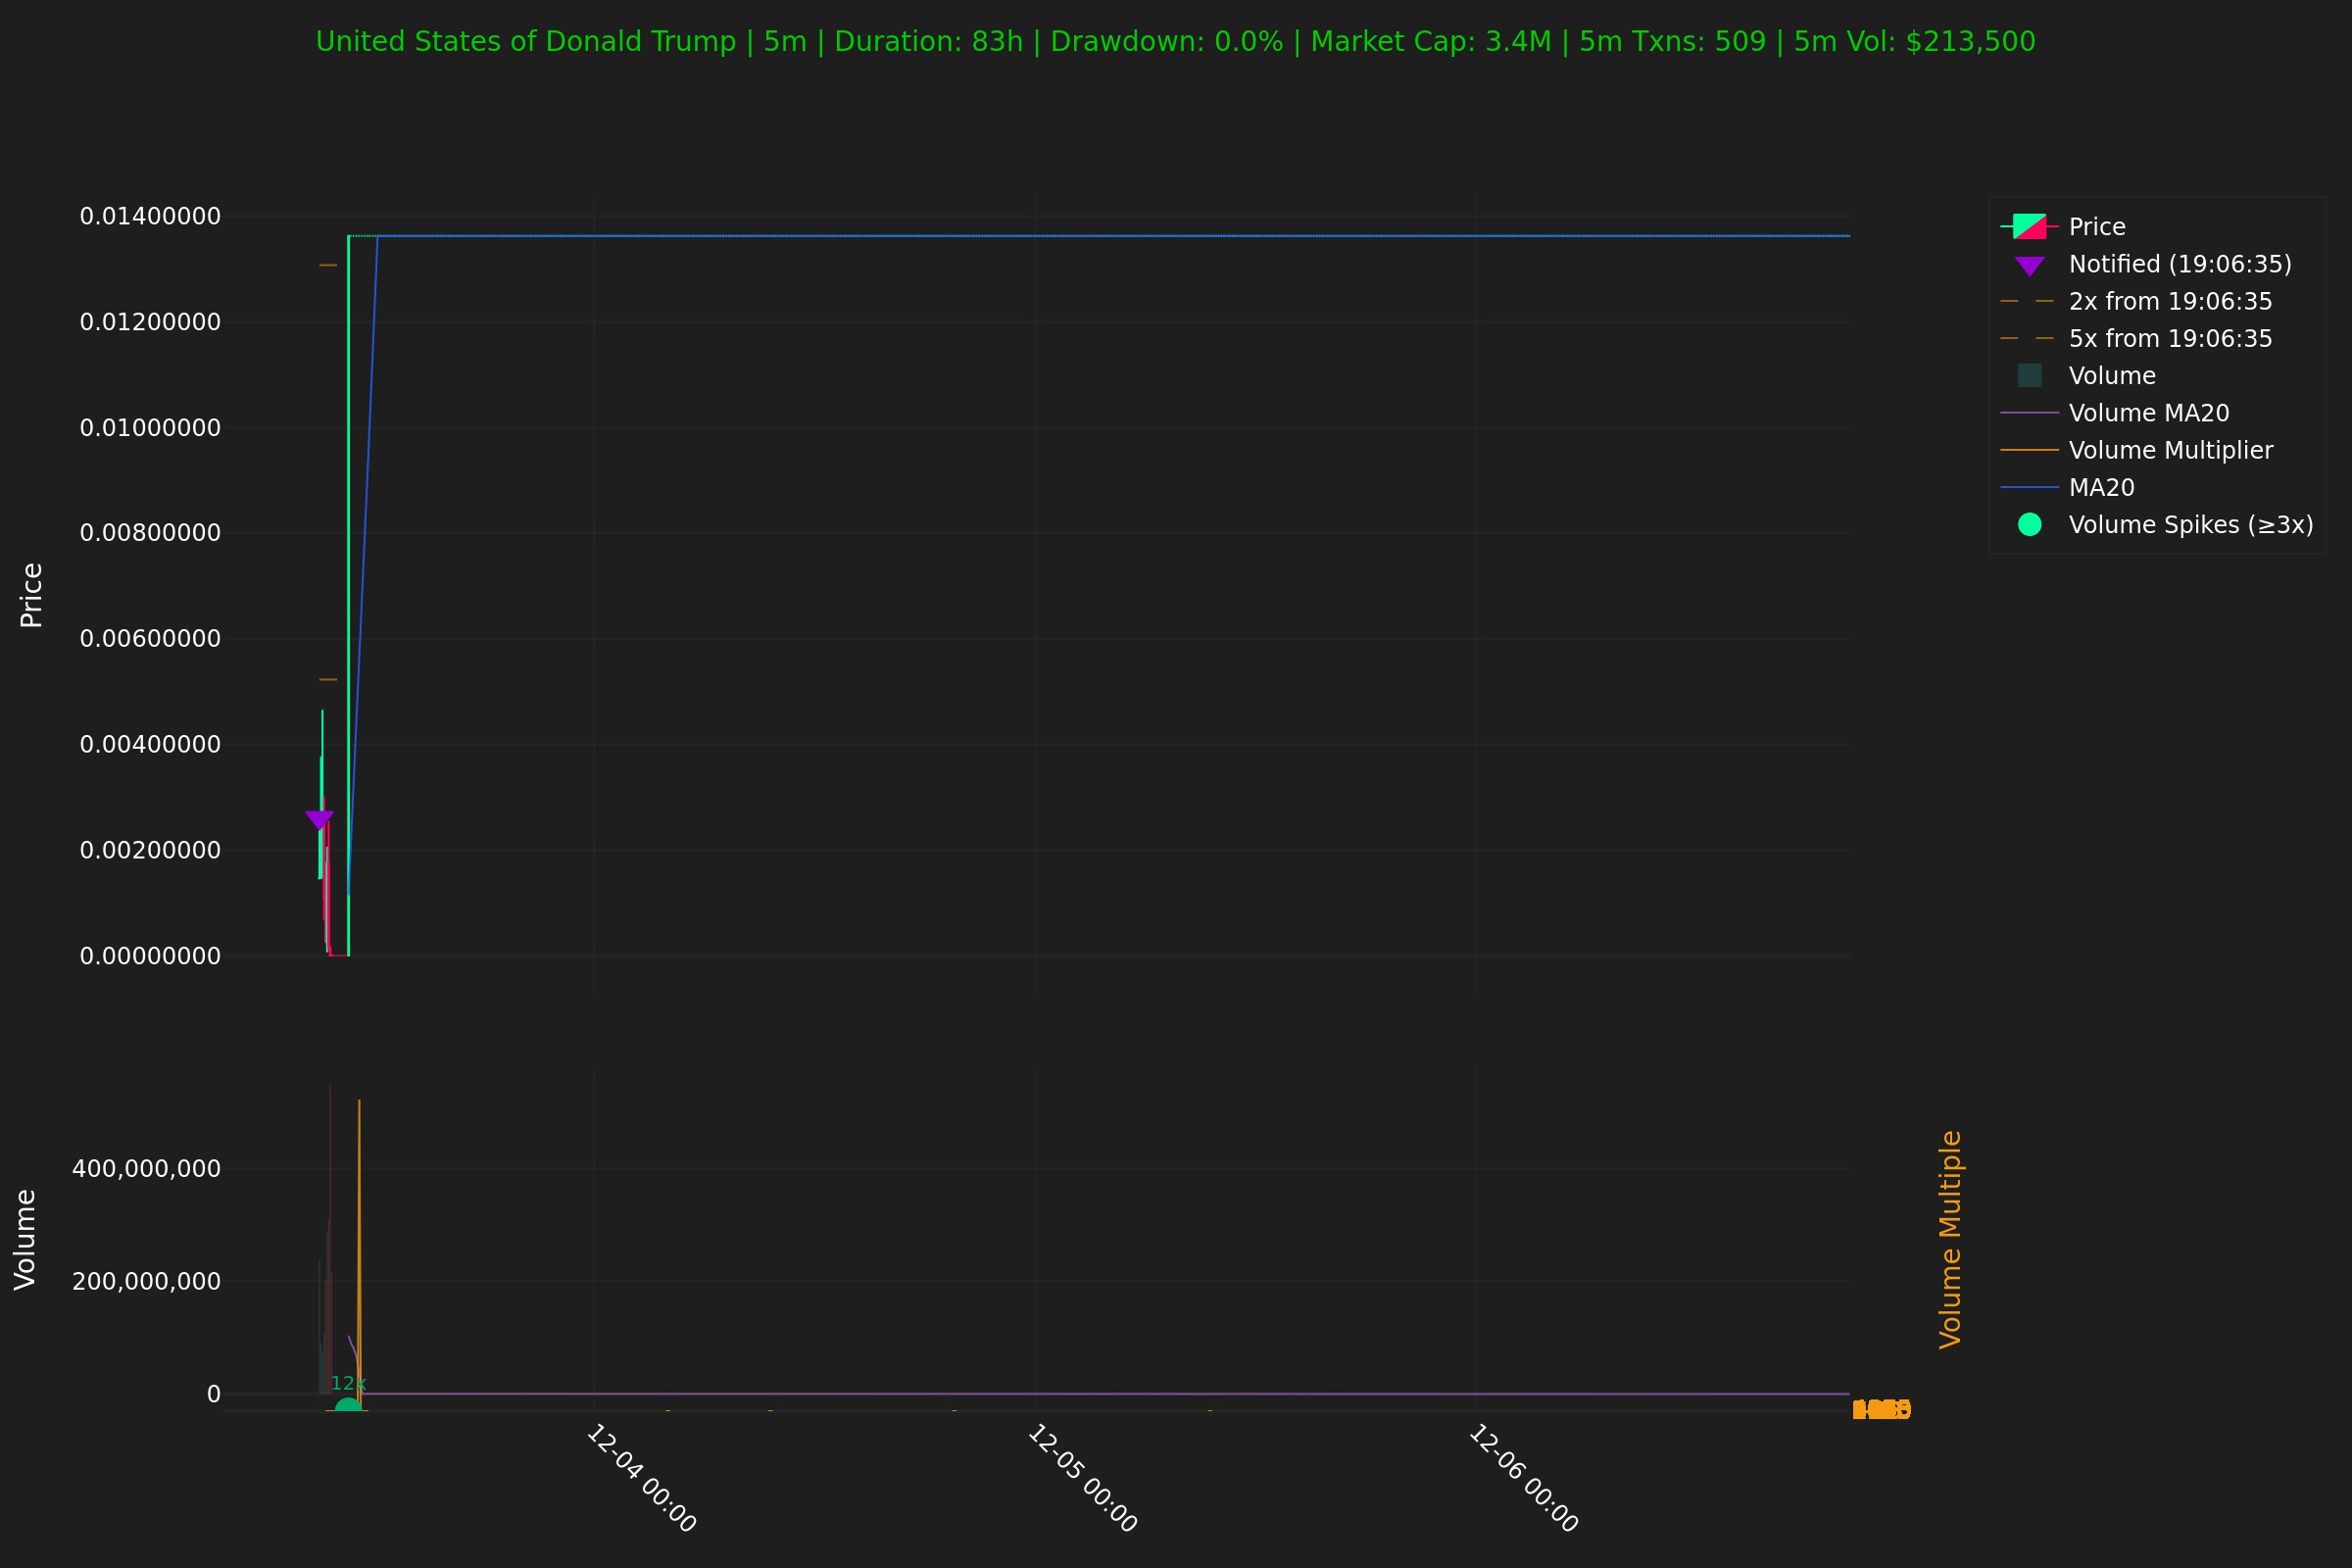 United States of Donald Trump | 5m | Duration: 83h | Drawdown: 0.0% | Market Cap: 3.4M | 5m Txns: 509 | 5m Vol: $213,500
0.01400000
0.01200000
0.01000000
0.00800000
0.00600000
0.00400000
0.00200000
0.00000000
Price
Price
Notified (19:06:35)
2x from 19:06:35
5x from 19:06:35
Volume
Volume MA20
Volume Multiplier
MA20
Volume Spikes (≥3x)
400,000,000
200,000,000
0
Volume
12x
Volume Multiple
12-04 00:00
12-05 00:00
12-06 00:00